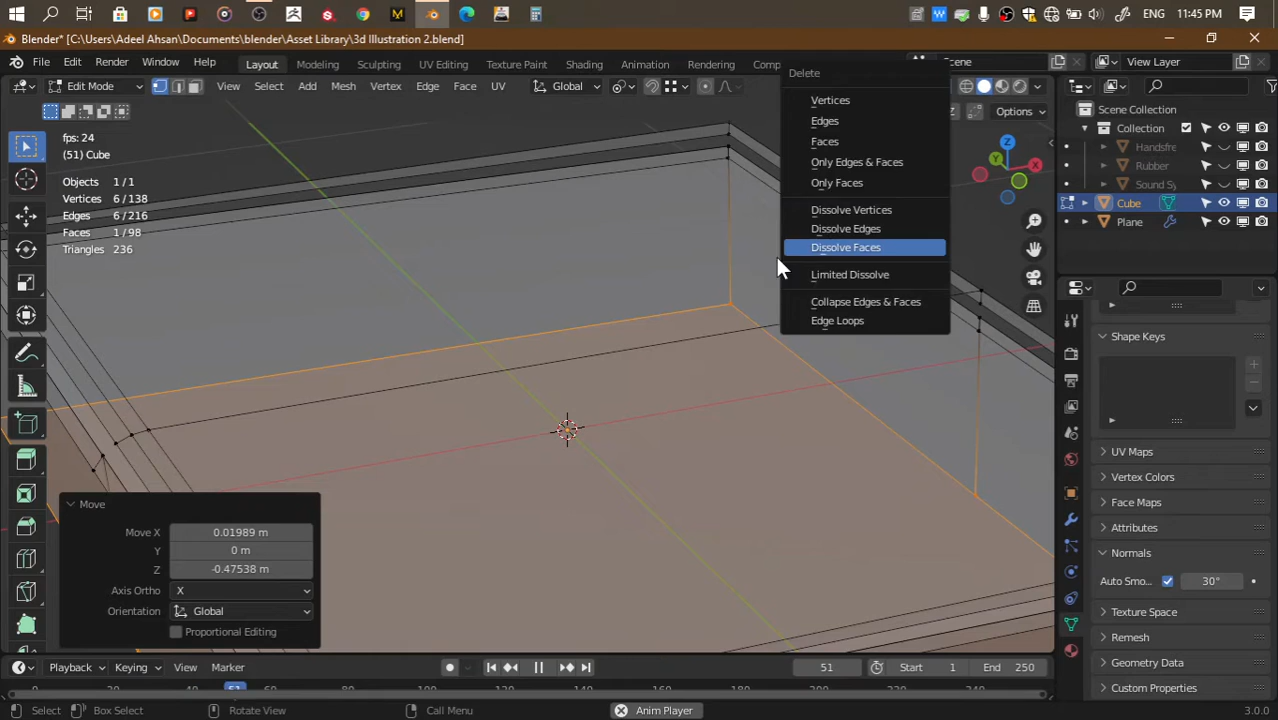 ENG 11:45 PM
Blender* [C:\Users\Adeel Ahsan\Documents\blender\Asset Library\3d Illustration 2.blend]
File Edit Render Window Help Layout Modeling Sculpting UV Editing Texture Paint Shading Animation Rendering Scene View Layer
Edit Mode View Select Add Mesh Vertex Edge Face UV Global
Options
fps: 24
(51) Cube
Objects 1/1
Vertices 6/138
Edges 6/216
Faces 1/98
Triangles 236
Delete
Vertices
Edges
Faces
Only Edges & Faces
Only Faces
Dissolve Vertices
Dissolve Edges
Dissolve Faces
Limited Dissolve
Collapse Edges & Faces
Edge Loops
Z
X
Y
Scene Collection
Collection
Handsfre
Rubber
Sound Sy
Cube
Plane
Shape Keys
UV Maps
Vertex Colors
Face Maps
Attributes
Normals
Auto Smo... 30°
Texture Space
Remesh
Geometry Data
Custom Properties
Move
Move X 0.01989 m
Y 0 m
Z -0.47538 m
Axis Ortho X
Orientation Global
Proportional Editing
Playback Keying View Marker 51 Start 1 End 250
51
Select Box Select Rotate View Call Menu Anim Player 3.0.0